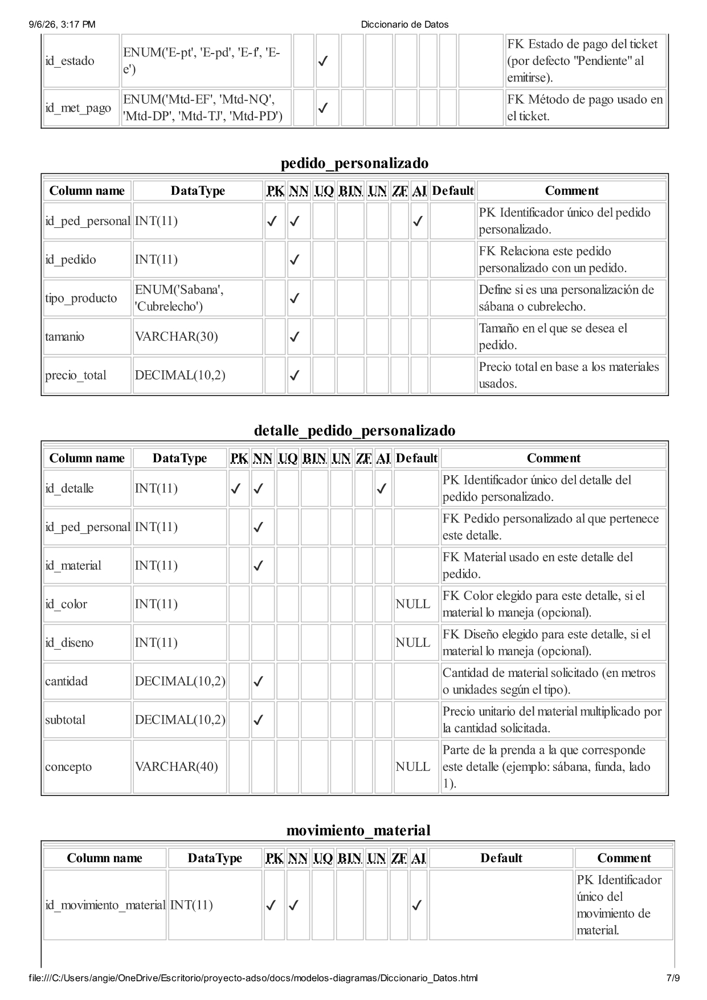 9/6/26, 3:17 PM Diccionario de Datos
id_estado ENUM('E-pt', 'E-pd', 'E-f', 'E-e') ✓ FK Estado de pago del ticket (por defecto "Pendiente" al emitirse).
id_met_pago ENUM('Mtd-EF', 'Mtd-NQ', 'Mtd-DP', 'Mtd-TJ', 'Mtd-PD') ✓ FK Método de pago usado en el ticket.
pedido_personalizado
Column name DataType PK NN UQ BIN UN ZF AI Default Comment
id_ped_personal INT(11) ✓ ✓ ✓ PK Identificador único del pedido personalizado.
id_pedido INT(11) ✓ FK Relaciona este pedido personalizado con un pedido.
tipo_producto ENUM('Sabana', 'Cubrelecho') ✓ Define si es una personalización de sábana o cubrelecho.
tamanio VARCHAR(30) ✓ Tamaño en el que se desea el pedido.
precio_total DECIMAL(10,2) ✓ Precio total en base a los materiales usados.
detalle_pedido_personalizado
Column name DataType PK NN UQ BIN UN ZF AI Default Comment
id_detalle INT(11) ✓ ✓ ✓ PK Identificador único del detalle del pedido personalizado.
id_ped_personal INT(11) ✓ FK Pedido personalizado al que pertenece este detalle.
id_material INT(11) ✓ FK Material usado en este detalle del pedido.
id_color INT(11) NULL FK Color elegido para este detalle, si el material lo maneja (opcional).
id_diseno INT(11) NULL FK Diseño elegido para este detalle, si el material lo maneja (opcional).
cantidad DECIMAL(10,2) ✓ Cantidad de material solicitado (en metros o unidades según el tipo).
subtotal DECIMAL(10,2) ✓ Precio unitario del material multiplicado por la cantidad solicitada.
concepto VARCHAR(40) NULL Parte de la prenda a la que corresponde este detalle (ejemplo: sábana, funda, lado 1).
movimiento_material
Column name DataType PK NN UQ BIN UN ZF AI Default Comment
id_movimiento_material INT(11) ✓ ✓ ✓ PK Identificador único del movimiento de material.
file:///C:/Users/angie/OneDrive/Escritorio/proyecto-adso/docs/modelos-diagramas/Diccionario_Datos.html 7/9